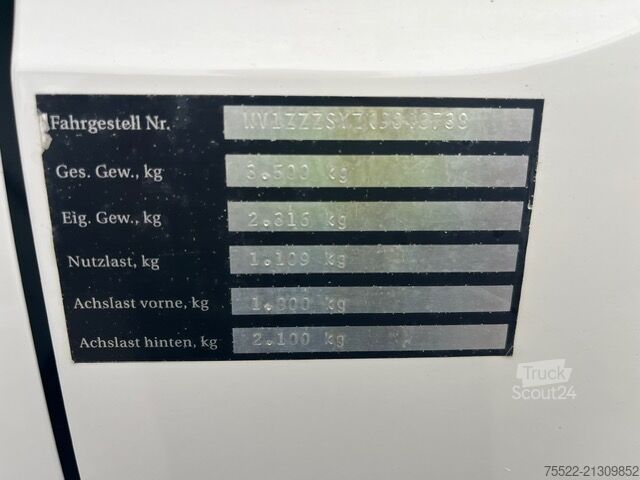 Fahrgestell Nr.
Ges. Gew., kg 3.500 kg
Eig. Gew., kg 2.316 kg
Nutzlast, kg 1.109 kg
Achslast vorne, kg 1.800 kg
Achslast hinten, kg 2.100 kg
Truck
Scout24
75522-21309852